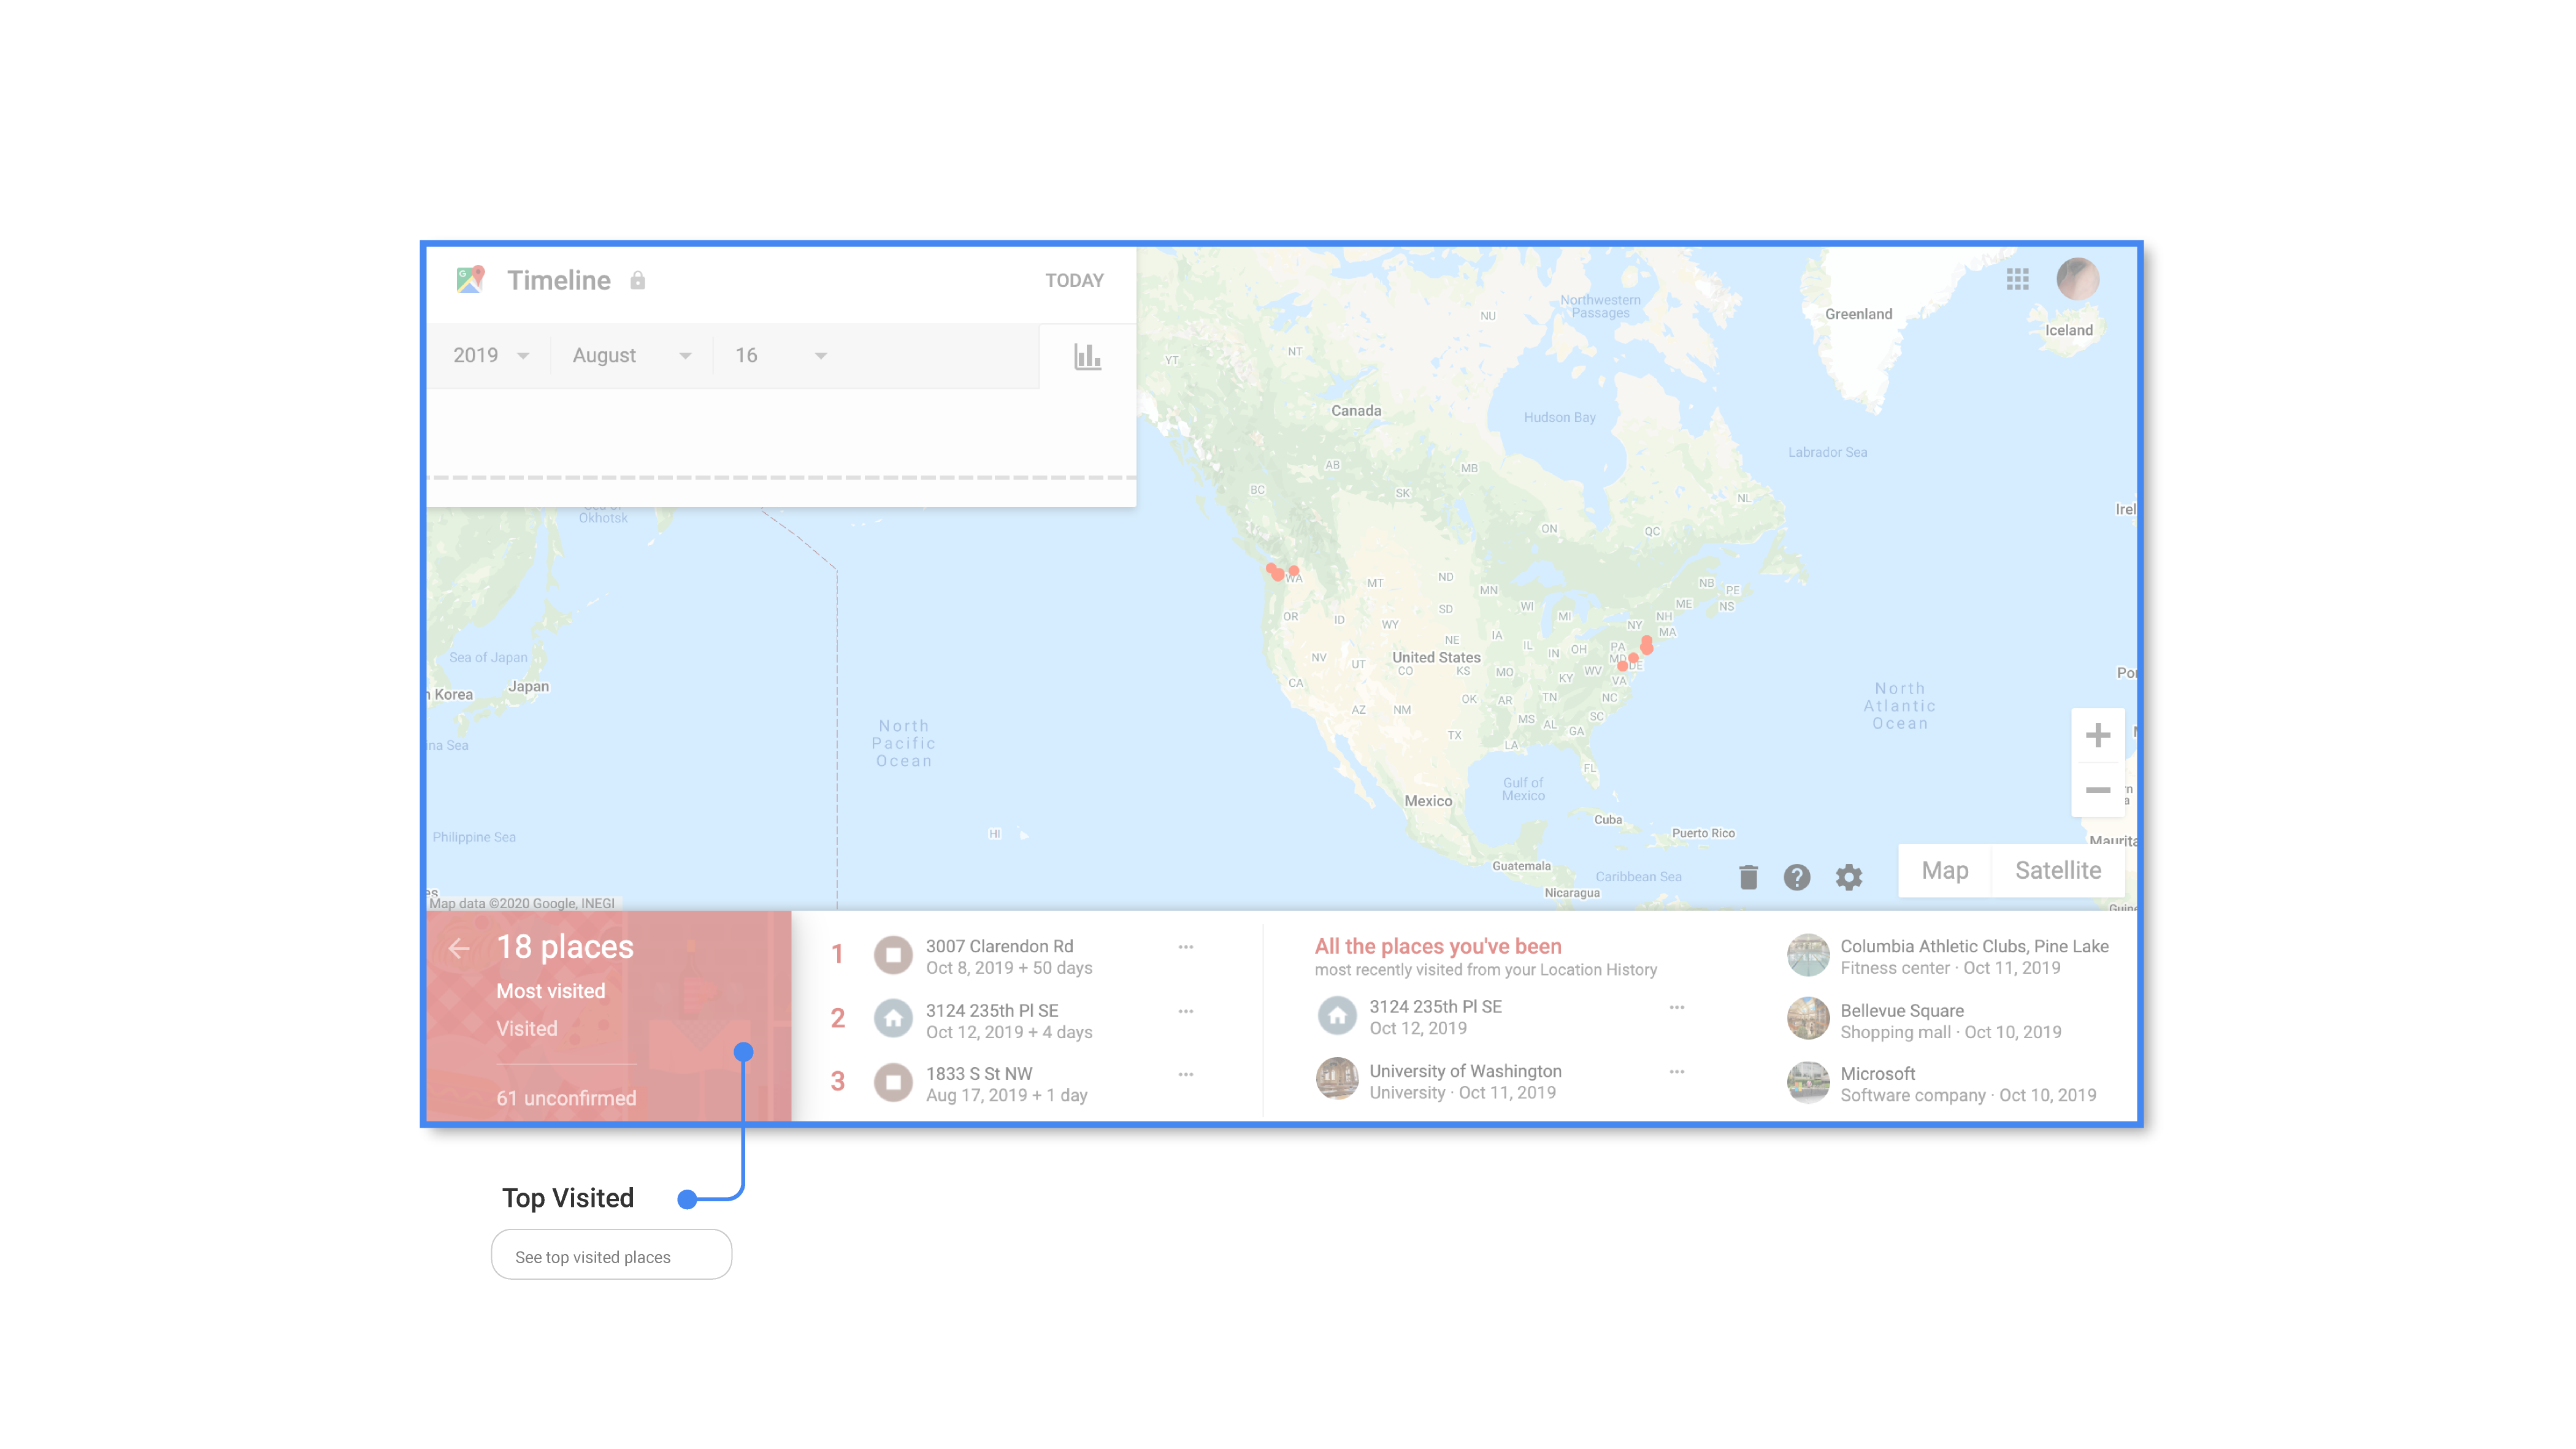 Timeline
TODAY
2019
August
16
Northwestern
Passages
Greenland
Iceland
NU
YT
NT
Canada
Hudson Bay
Labrador Sea
AB
MB
BC
SK
NL
Okhotsk
ON
QC
WA
MT
ND
MN
NB
PE
ME
NS
OR
ID
SD
WI
MI
NH
WY
NY
MA
NE
IA
Sea of Japan
NV
UT
United States
CO
KS
IL
IN
OH
PA
MD
DE
MO
WV
KY
VA
CA
Korea
Japan
OK
AR
TN
NC
AZ
NM
MS
AL
SC
GA
TX
LA
North
Pacific
Ocean
North
Atlantic
Ocean
FL
Gulf of
Mexico
Mexico
Cuba
Puerto Rico
HI
Philippine Sea
Guatemala
Caribbean Sea
Nicaragua
Map
Satellite
Map data ©2020 Google, INEGI
18 places
Most visited
Visited
61 unconfirmed
1
3007 Clarendon Rd
Oct 8, 2019 + 50 days
2
3124 235th Pl SE
Oct 12, 2019 + 4 days
3
1833 S St NW
Aug 17, 2019 + 1 day
All the places you've been
most recently visited from your Location History
3124 235th Pl SE
Oct 12, 2019
University of Washington
University · Oct 11, 2019
Columbia Athletic Clubs, Pine Lake
Fitness center · Oct 11, 2019
Bellevue Square
Shopping mall · Oct 10, 2019
Microsoft
Software company · Oct 10, 2019
Top Visited
See top visited places